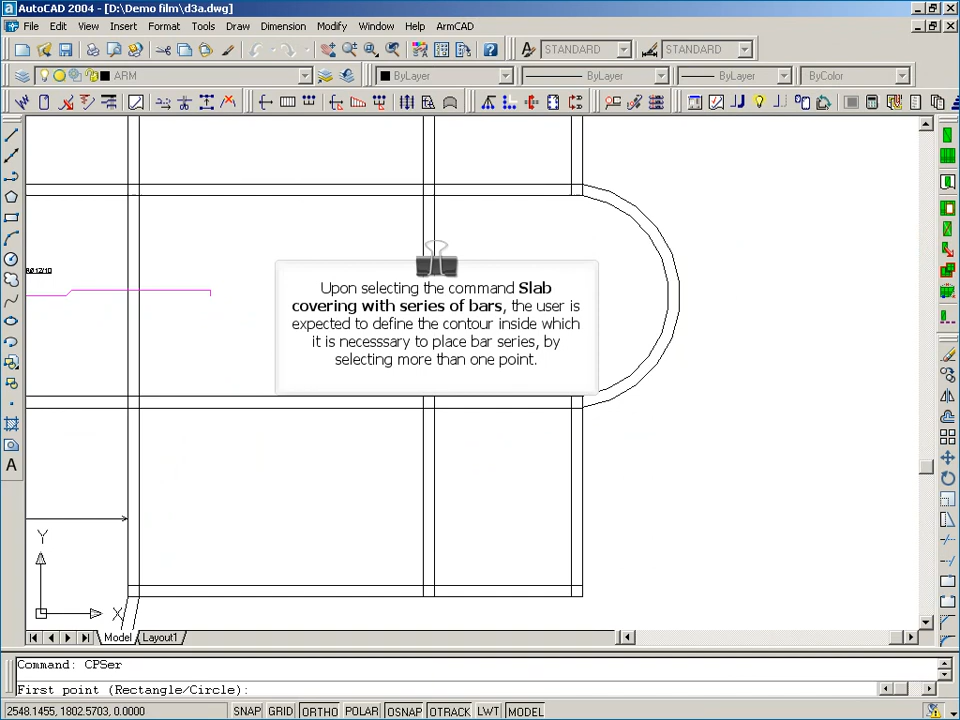 AutoCAD 2004 - [D:\Demo film\d3a.dwg]
File Edit View Insert Format Tools Draw Dimension Modify Window Help ArmCAD
STANDARD STANDARD
ARM ByLayer ByLayer ByLayer ByColor
Upon selecting the command Slab
covering with series of bars, the user is
expected to define the contour inside which
it is necesssary to place bar series, by
selecting more than one point.
Y
X
Model Layout1
Command: CPSer
First point (Rectangle/Circle):
2548.1455, 1802.5703, 0.0000 SNAP GRID ORTHO POLAR OSNAP OTRACK LWT MODEL